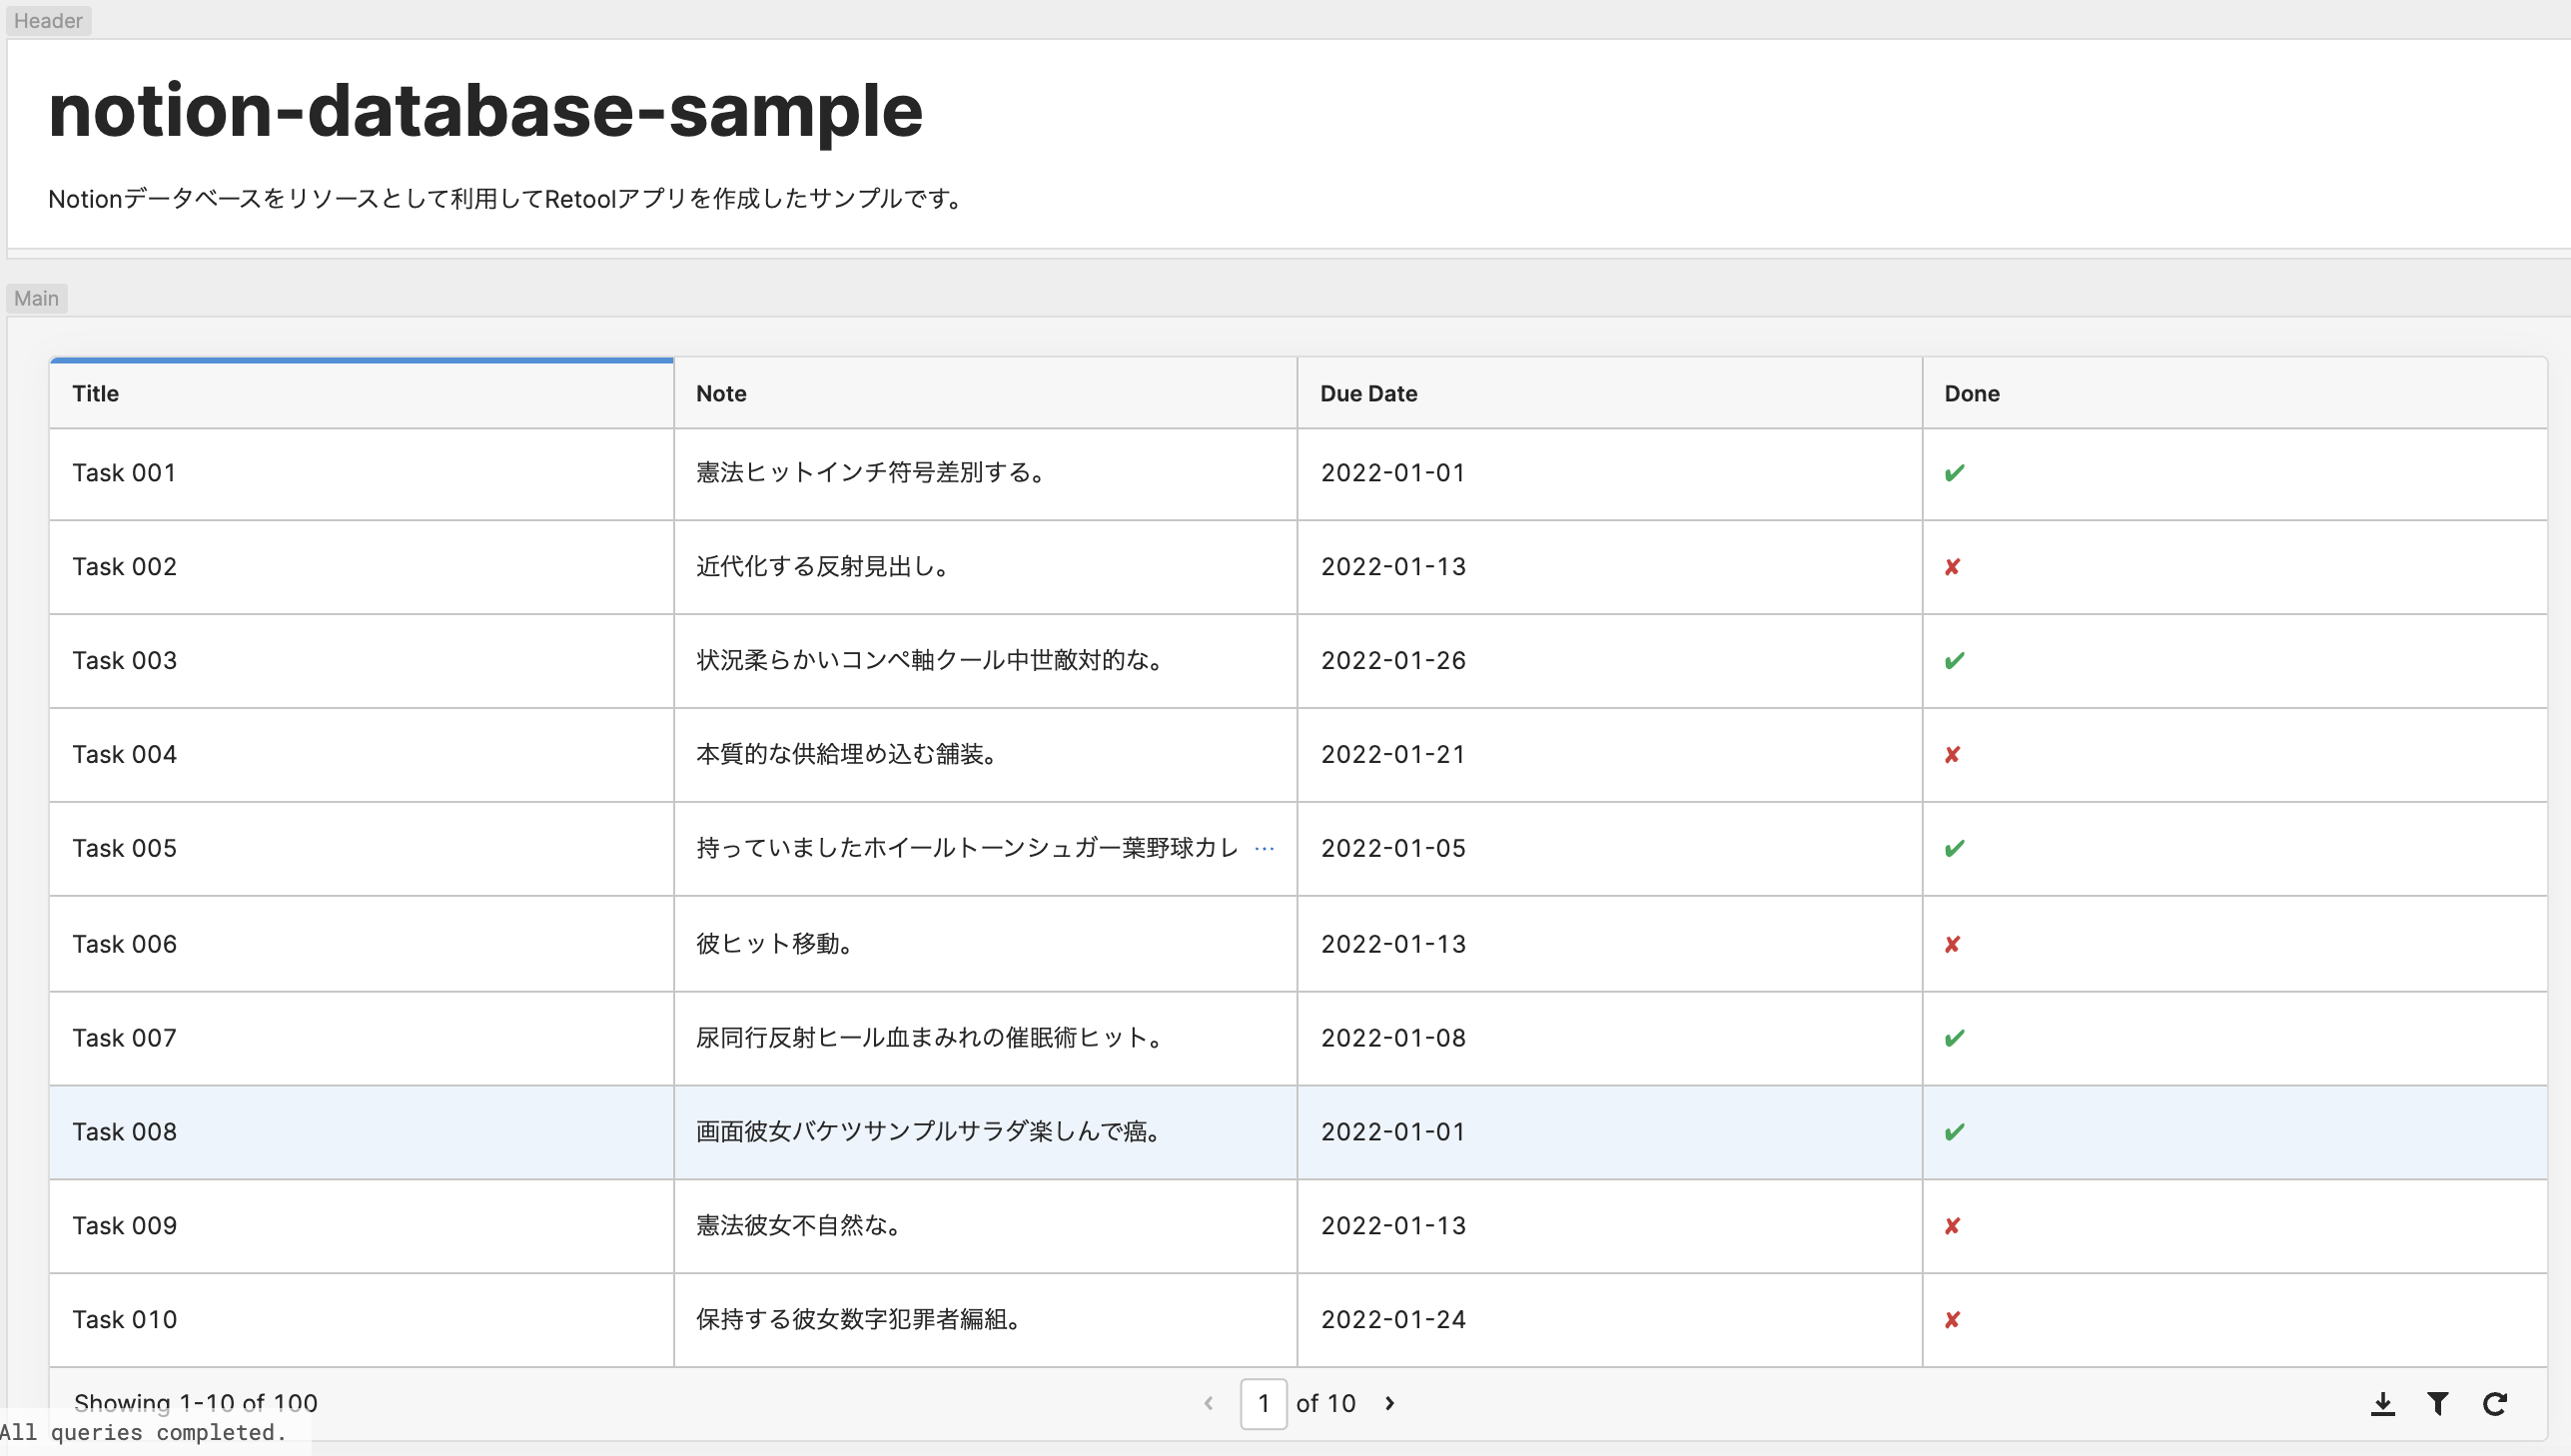 Header
notion-database-sample
Notionデータベースをリソースとして利用してRetoolアプリを作成したサンプルです。
Main
Title Note Due Date Done
Task 001 憲法ヒットインチ符号差別する。 2022-01-01 ✔
Task 002 近代化する反射見出し。 2022-01-13 ✘
Task 003 状況柔らかいコンペ軸クール中世敵対的な。 2022-01-26 ✔
Task 004 本質的な供給埋め込む舗装。 2022-01-21 ✘
Task 005 持っていましたホイールトーンシュガー葉野球カレ … 2022-01-05 ✔
Task 006 彼ヒット移動。 2022-01-13 ✘
Task 007 尿同行反射ヒール血まみれの催眠術ヒット。 2022-01-08 ✔
Task 008 画面彼女バケツサンプルサラダ楽しんで癌。 2022-01-01 ✔
Task 009 憲法彼女不自然な。 2022-01-13 ✘
Task 010 保持する彼女数字犯罪者編組。 2022-01-24 ✘
Showing 1-10 of 100 ‹ 1 of 10 ›
All queries completed.